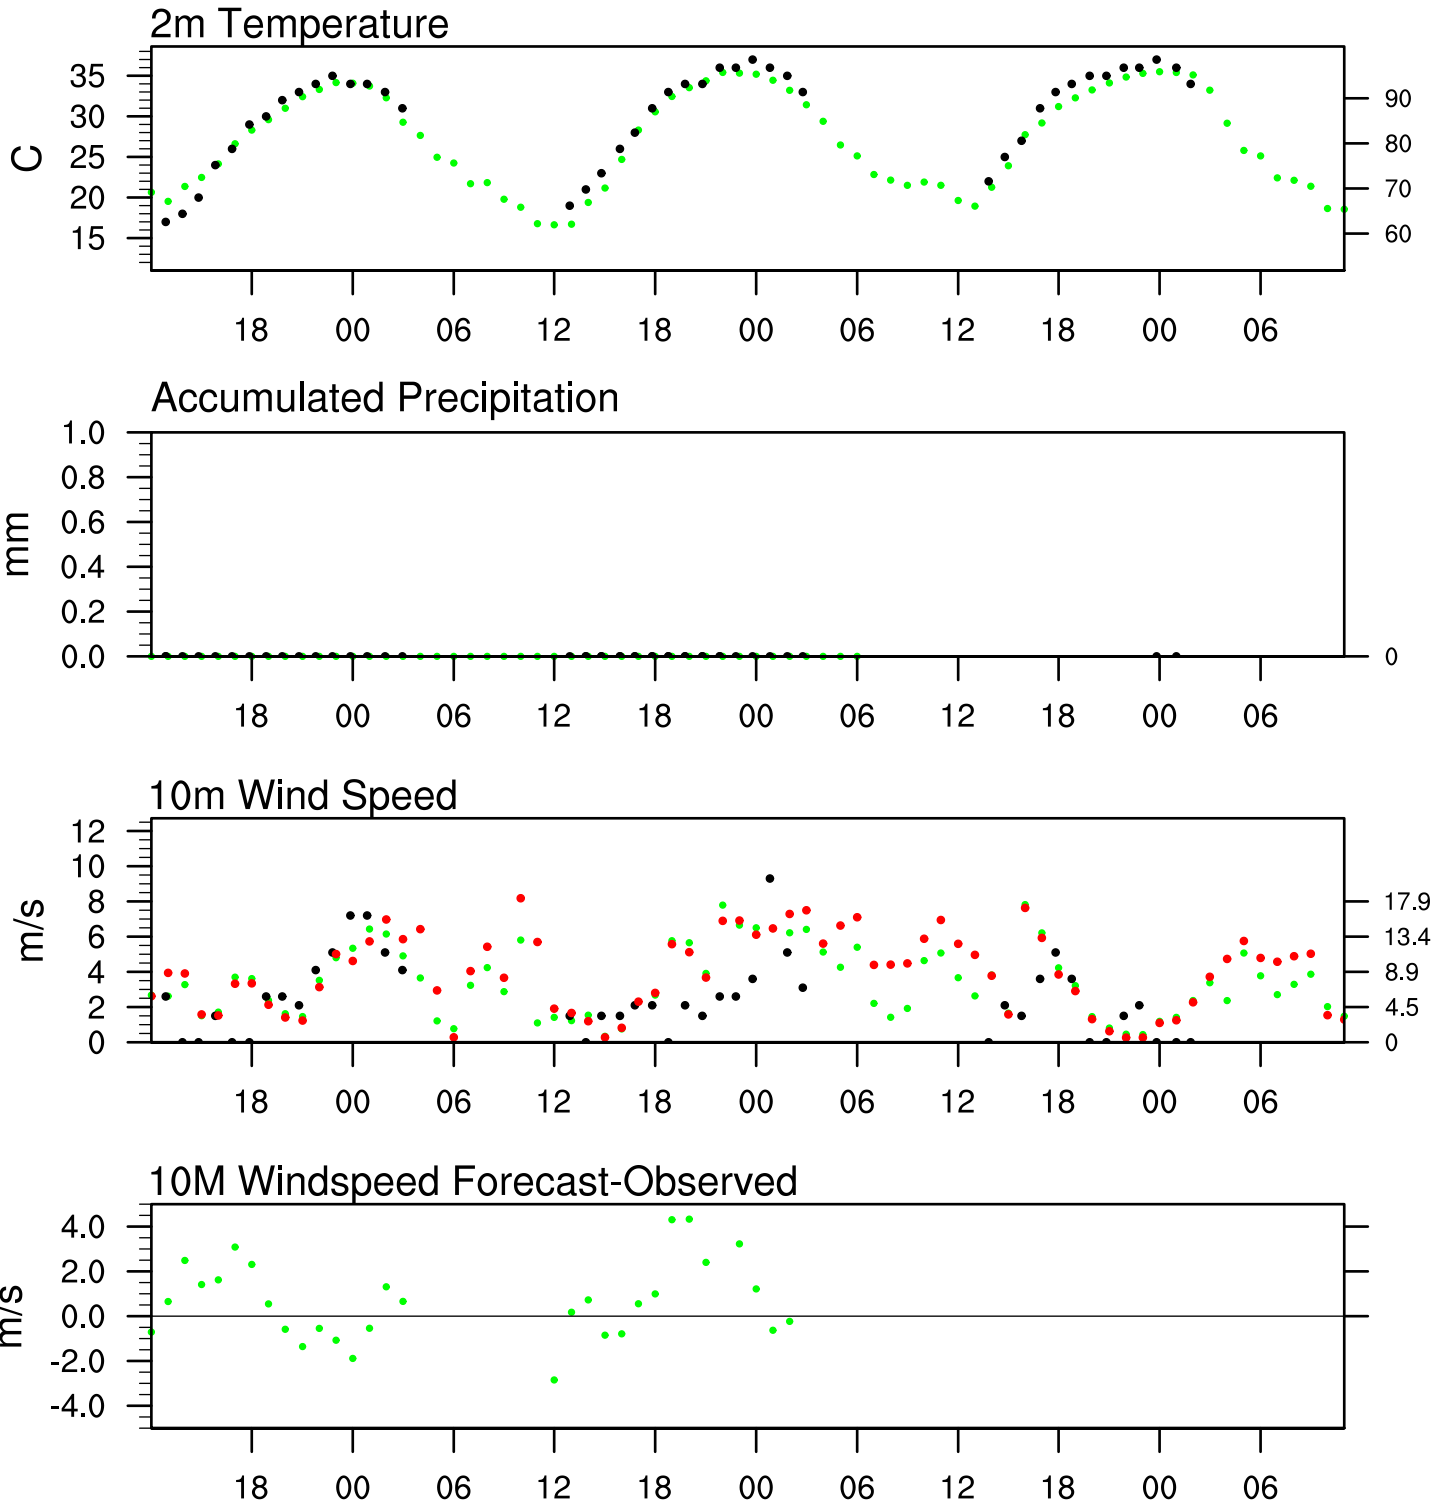 2m Temperature
35
30
25
20
15
C
90
80
70
60
18 00 06 12 18 00 06 12 18 00 06
Accumulated Precipitation
1.0
0.8
0.6
0.4
0.2
0.0
mm
0
18 00 06 12 18 00 06 12 18 00 06
10m Wind Speed
12
10
8
6
4
2
0
m/s
17.9
13.4
8.9
4.5
0
18 00 06 12 18 00 06 12 18 00 06
10M Windspeed Forecast-Observed
4.0
2.0
0.0
-2.0
-4.0
m/s
18 00 06 12 18 00 06 12 18 00 06